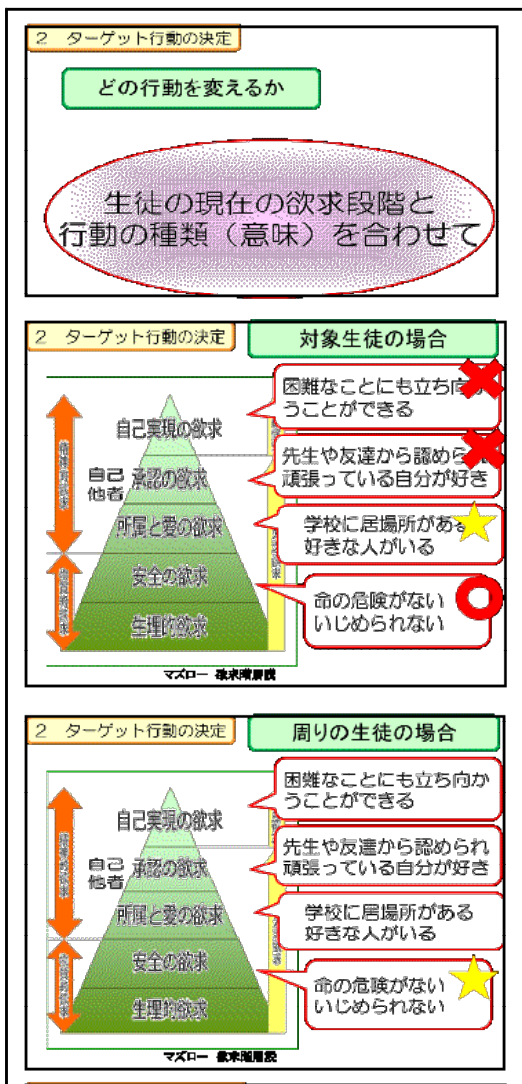 2 ターゲット行動の決定
どの行動を変えるか
生徒の現在の欲求段階と
行動の種類（意味）を合わせて
2 ターゲット行動の決定
対象生徒の場合
困難なことにも立ち向か
うことができる
自己実現の欲求
先生や友達から認められ
頑張っている自分が好き
自己
他者
承認の欲求
学校に居場所がある
好きな人がいる
所属と愛の欲求
安全の欲求
命の危険がない
いじめられない
生理的欲求
マズロー 欲求階層説
2 ターゲット行動の決定
周りの生徒の場合
困難なことにも立ち向か
うことができる
自己実現の欲求
先生や友達から認められ
頑張っている自分が好き
自己
他者
承認の欲求
学校に居場所がある
好きな人がいる
所属と愛の欲求
安全の欲求
命の危険がない
いじめられない
生理的欲求
マズロー 欲求階層説